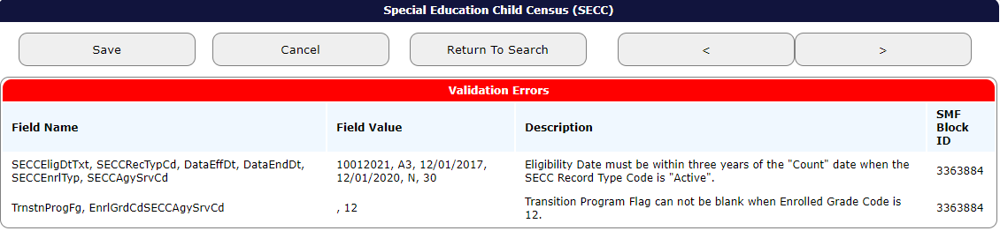 Special Education Child Census (SECC)
Save Cancel Return To Search < >
Validation Errors
Field Name Field Value Description SMF Block ID
SECCEligDtTxt, SECCRecTypCd, DataEffDt, DataEndDt,
SECCEnrlTyp, SECCAgySrvCd
10012021, A3, 12/01/2017,
12/01/2020, N, 30
Eligibility Date must be within three years of the "Count" date when the
SECC Record Type Code is "Active".
3363884
TrnstnProgFg, EnrlGrdCdSECCAgySrvCd
, 12
Transition Program Flag can not be blank when Enrolled Grade Code is
12.
3363884